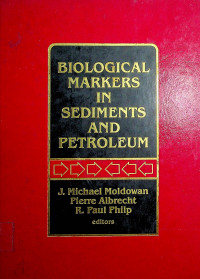 BIOLOGICAL
MARKERS
IN
SEDIMENTS
AND
PETROLEUM
J. Michael Moldowan
Pierre Albrecht
R. Paul Philp
editors